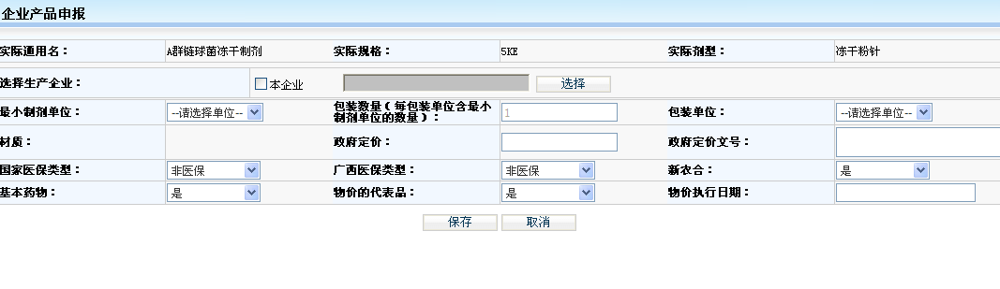 企业产品申报
实际通用名： A群链球菌冻干制剂 实际规格： 5KE 实际剂型： 冻干粉针
选择生产企业： 本企业 选择
最小制剂单位： --请选择单位-- 包装数量（每包装单位含最小制剂单位的数量）： 1 包装单位： --请选择单位--
材质： 政府定价： 政府定价文号：
国家医保类型： 非医保 广西医保类型： 非医保 新农合： 是
基本药物： 是 物价的代表品： 是 物价执行日期：
保存 取消